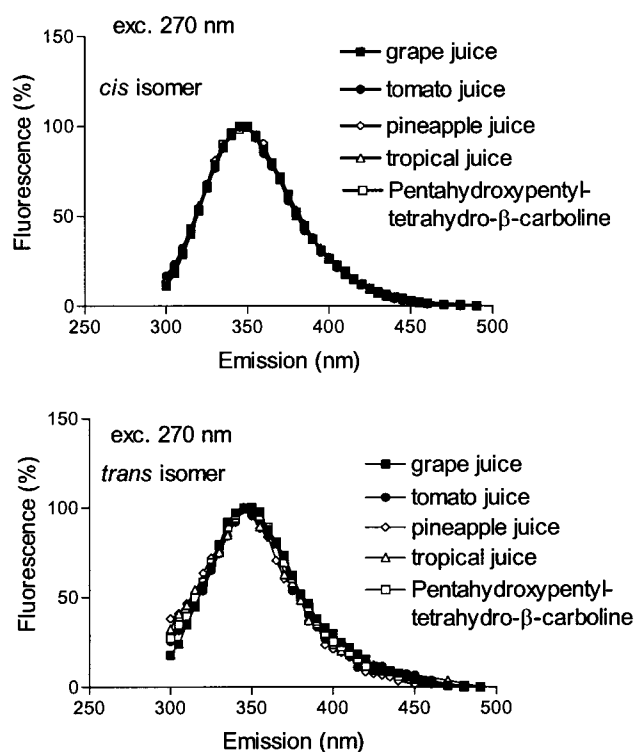 exc. 270 nm
cis isomer
grape juice
tomato juice
pineapple juice
tropical juice
Pentahydroxypentyl-
tetrahydro-β-carboline
Fluorescence (%)
150
100
50
0
250 300 350 400 450 500
Emission (nm)
exc. 270 nm
trans isomer
grape juice
tomato juice
pineapple juice
tropical juice
Pentahydroxypentyl-
tetrahydro-β-carboline
Fluorescence (%)
150
100
50
0
250 300 350 400 450 500
Emission (nm)